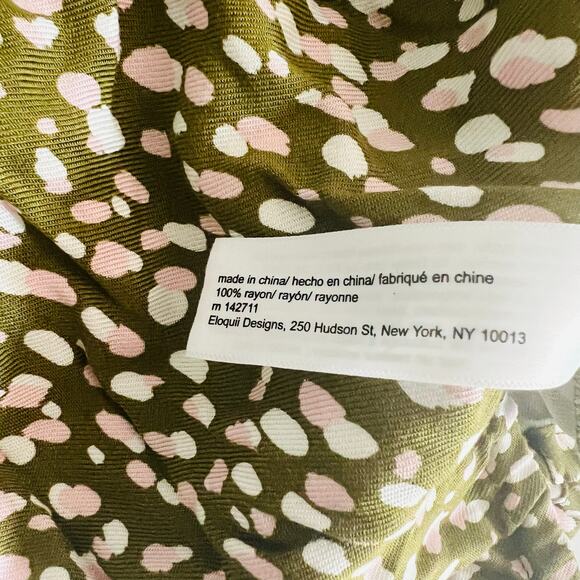 made in china/ hecho en china/ fabriqué en chine
100% rayon/ rayón/ rayonne
m 142711
Eloquii Designs, 250 Hudson St, New York, NY 10013